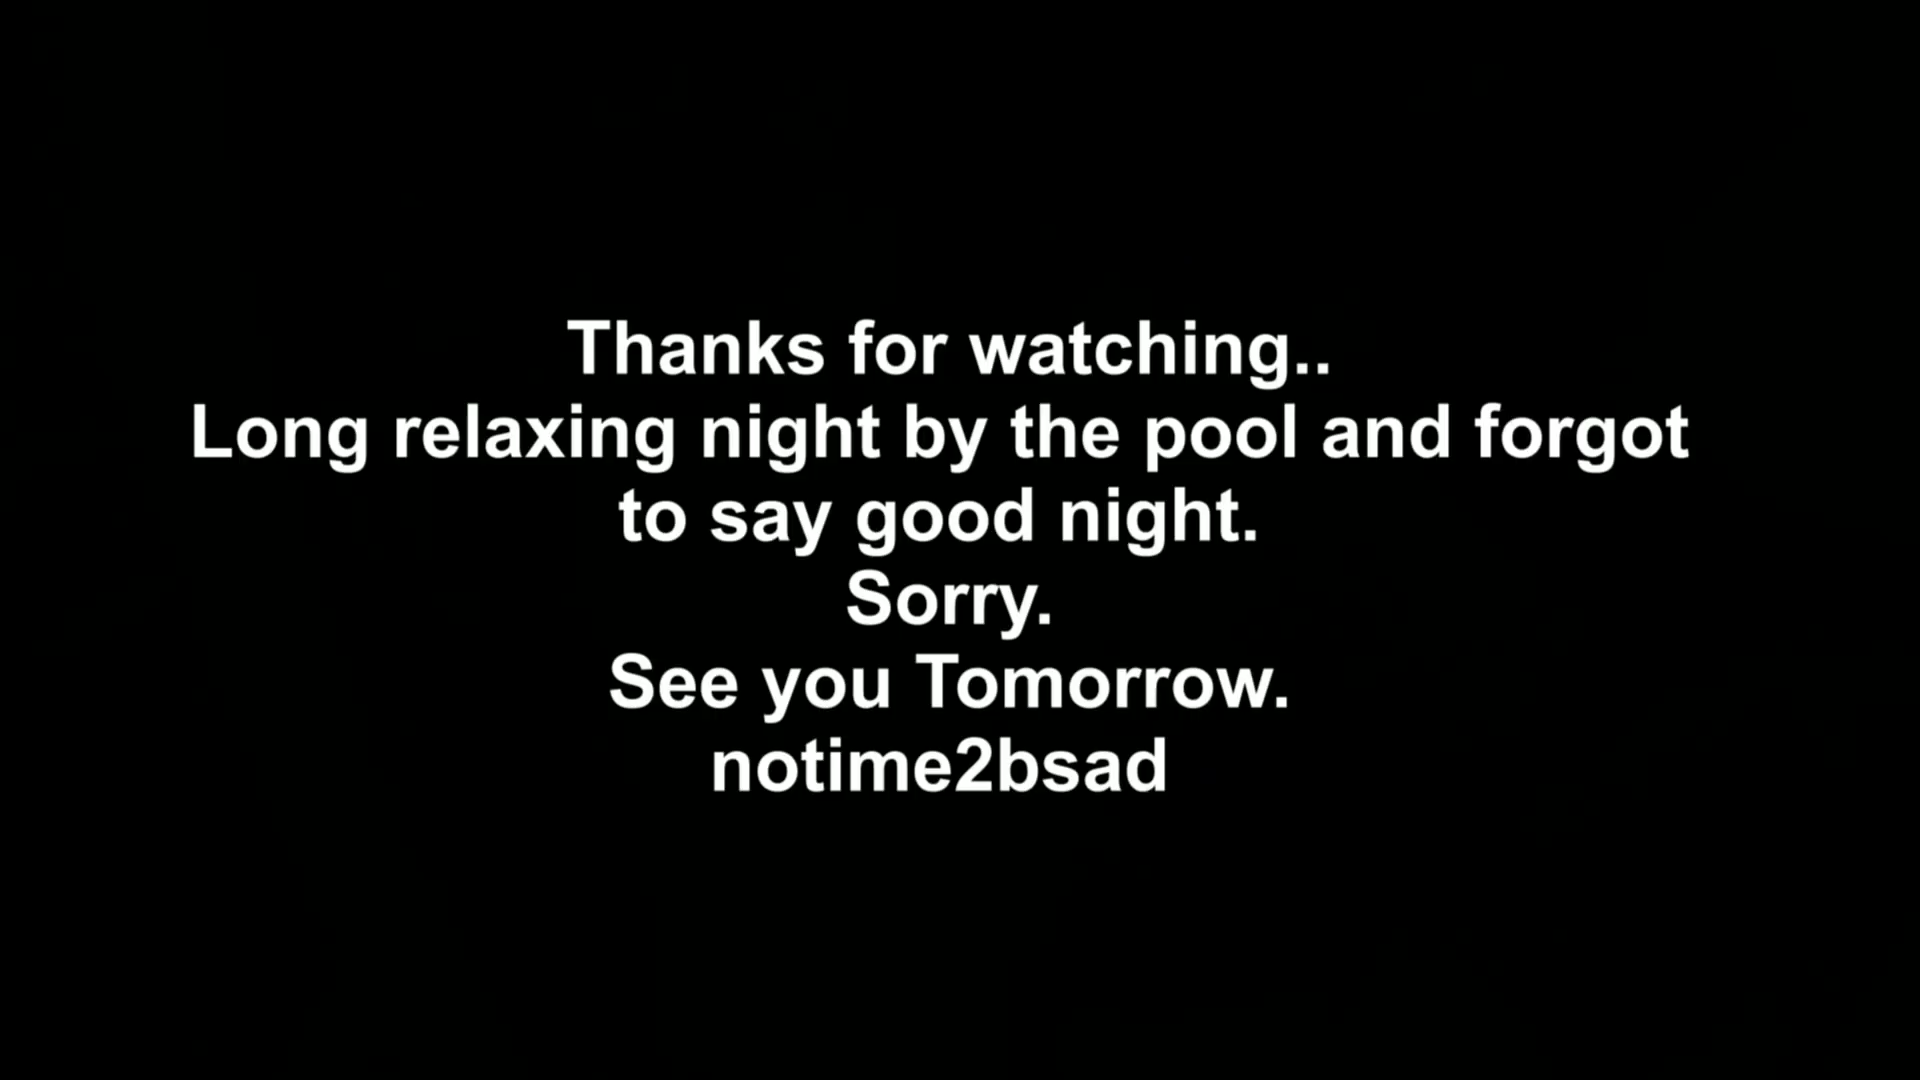 Thanks for watching..
Long relaxing night by the pool and forgot
to say good night.
Sorry.
See you Tomorrow.
notime2bsad